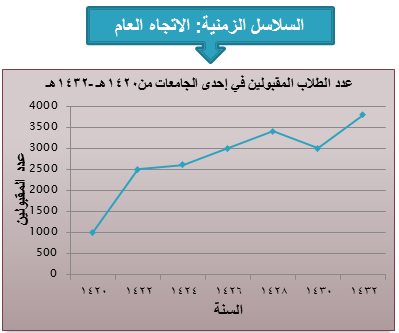 السلاسل الزمنية: الاتجاه العام
عدد الطلاب المقبولين في إحدى الجامعات من١٤٢٠هـ -١٤٣٢هـ
عدد المقبولين
4000
3500
3000
2500
2000
1500
1000
500
0
١٤٢٠ ١٤٢٢ ١٤٢٤ ١٤٢٦ ١٤٢٨ ١٤٣٠ ١٤٣٢
السنة